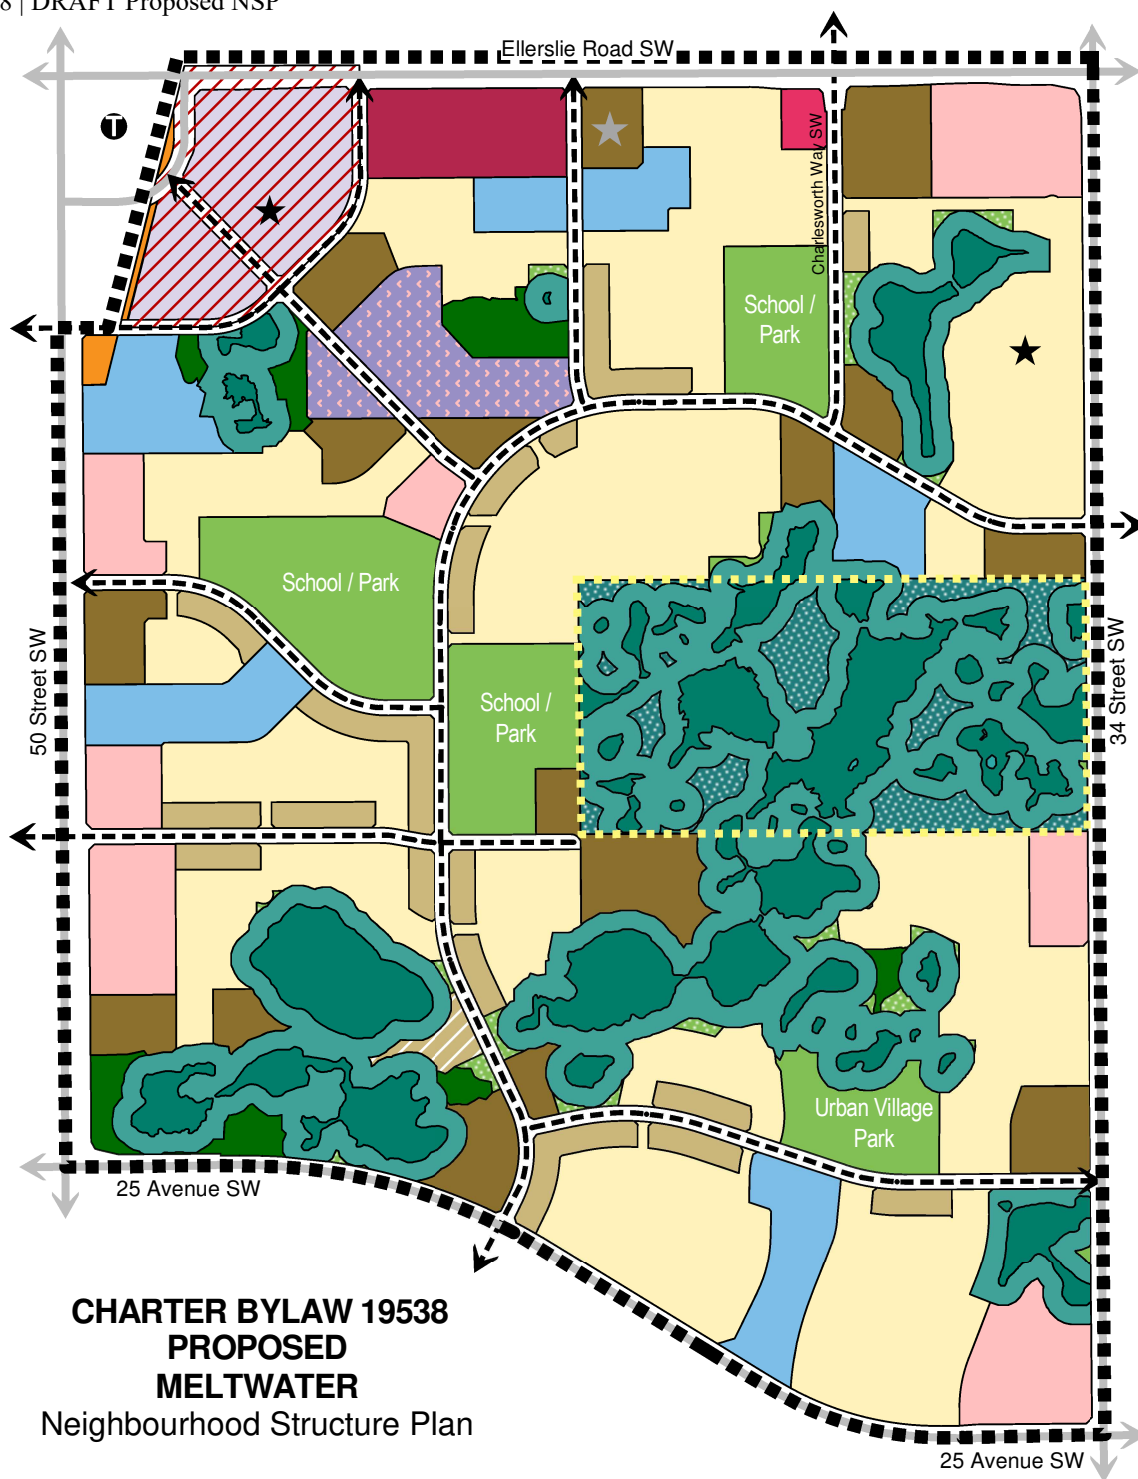 8 | DRAFT Proposed NSP
Ellerslie Road SW
T
Charlesworth Way SW
School /
Park
School / Park
50 Street SW
34 Street SW
School /
Park
Urban Village
Park
25 Avenue SW
CHARTER BYLAW 19538
PROPOSED
MELTWATER
Neighbourhood Structure Plan
25 Avenue SW